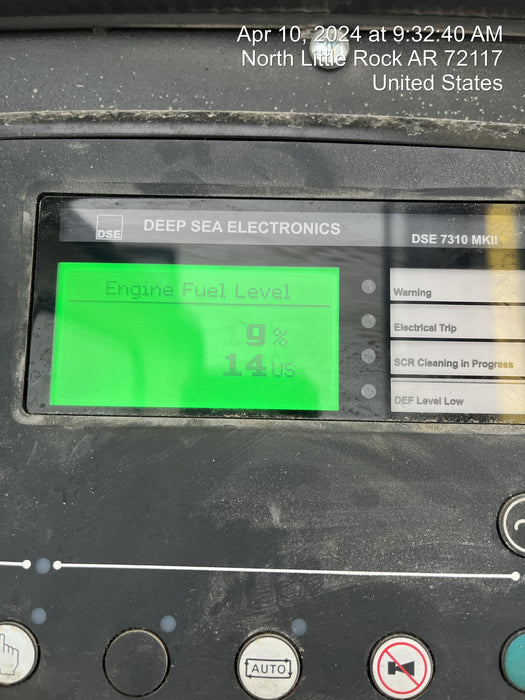 Apr 10, 2024 at 9:32:40 AM
North Little Rock AR 72117
United States
DSE
DEEP SEA ELECTRONICS
DSE 7310 MKII
Engine Fuel Level
9 %
14 US
Warning
Electrical Trip
SCR Cleaning in Progress
DEF Level Low
AUTO